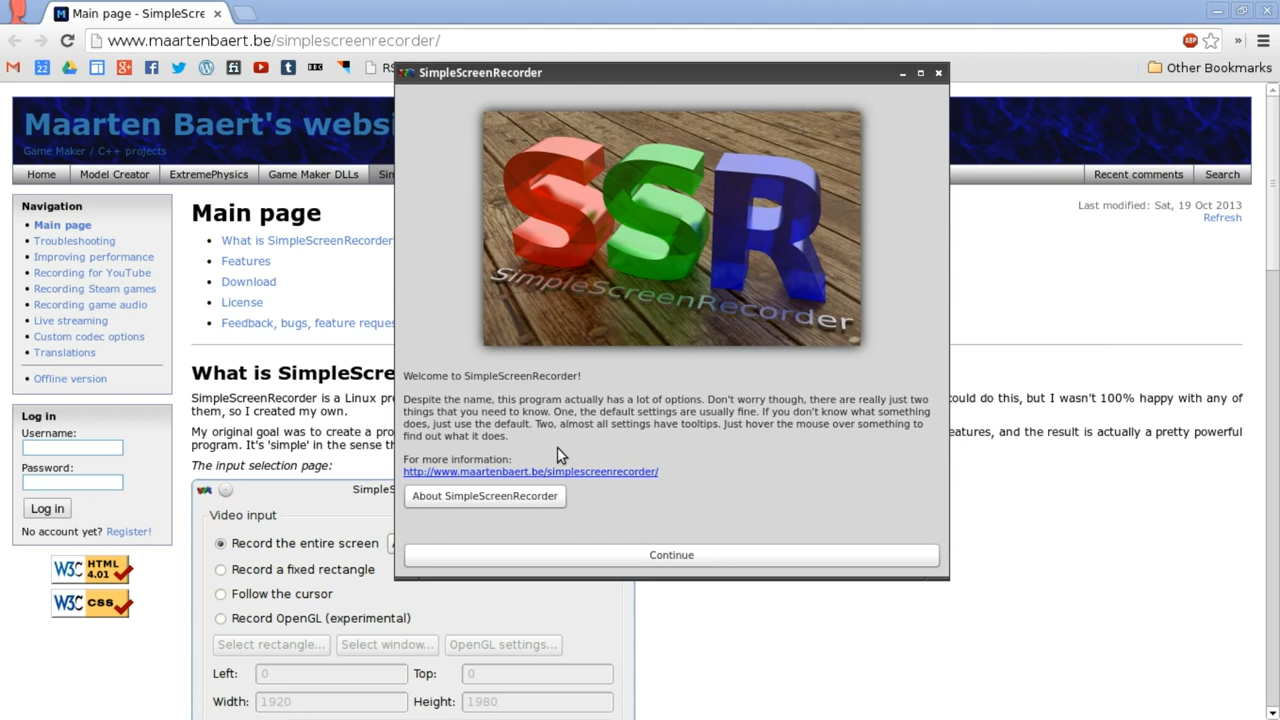 Main page - SimpleScre
www.maartenbaert.be/simplescreenrecorder/
ABP
»
22
RS
Other Bookmarks
Maarten Baert's websi
Game Maker / C++ projects
Home
Model Creator
ExtremePhysics
Game Maker DLLs
Sin
Recent comments
Search
Navigation
Main page
Troubleshooting
Improving performance
Recording for YouTube
Recording Steam games
Recording game audio
Live streaming
Custom codec options
Translations
Offline version
Log in
Username:
Password:
Log in
No account yet? Register!
W3C HTML 4.01
W3C css
Main page
Last modified: Sat, 19 Oct 2013
Refresh
What is SimpleScreenRecorder
Features
Download
License
Feedback, bugs, feature reques
What is SimpleScre
SimpleScreenRecorder is a Linux pr
ould do this, but I wasn't 100% happy with any of
them, so I created my own.
My original goal was to create a pro
eatures, and the result is actually a pretty powerful
program. It's 'simple' in the sense th
The input selection page:
SimpleS
Video input
Record the entire screen
Record a fixed rectangle
Follow the cursor
Record OpenGL (experimental)
Select rectangle...
Select window...
OpenGL settings...
Left: 0
Top: 0
Width: 1920
Height: 1980
SimpleScreenRecorder
SSR
SimpleScreenRecorder
Welcome to SimpleScreenRecorder!
Despite the name, this program actually has a lot of options. Don't worry though, there are really just two
things that you need to know. One, the default settings are usually fine. If you don't know what something
does, just use the default. Two, almost all settings have tooltips. Just hover the mouse over something to
find out what it does.
For more information:
http://www.maartenbaert.be/simplescreenrecorder/
About SimpleScreenRecorder
Continue